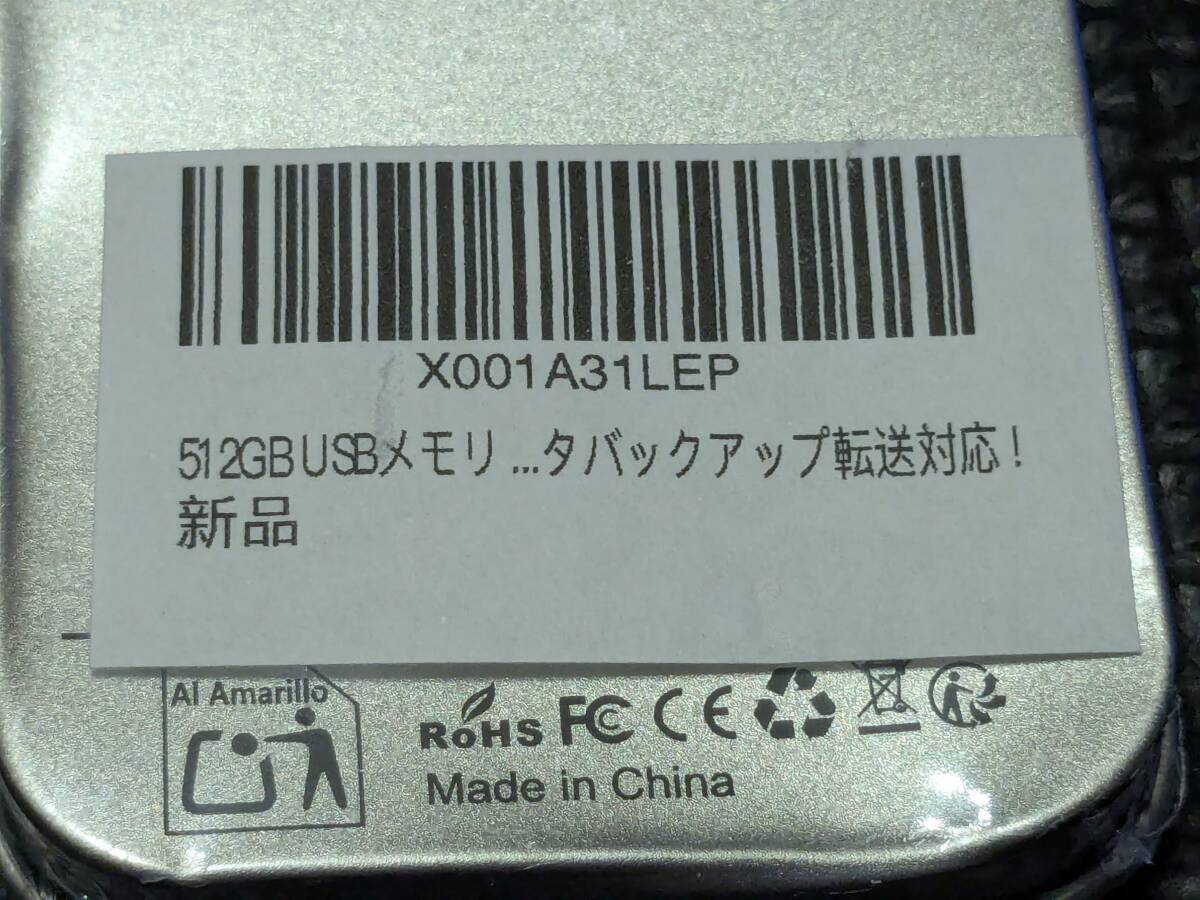 X001A31LEP
512GB USBメモリ ...タバックアップ転送対応!
新品
Al Amarillo
RoHS FC CE
Made in China